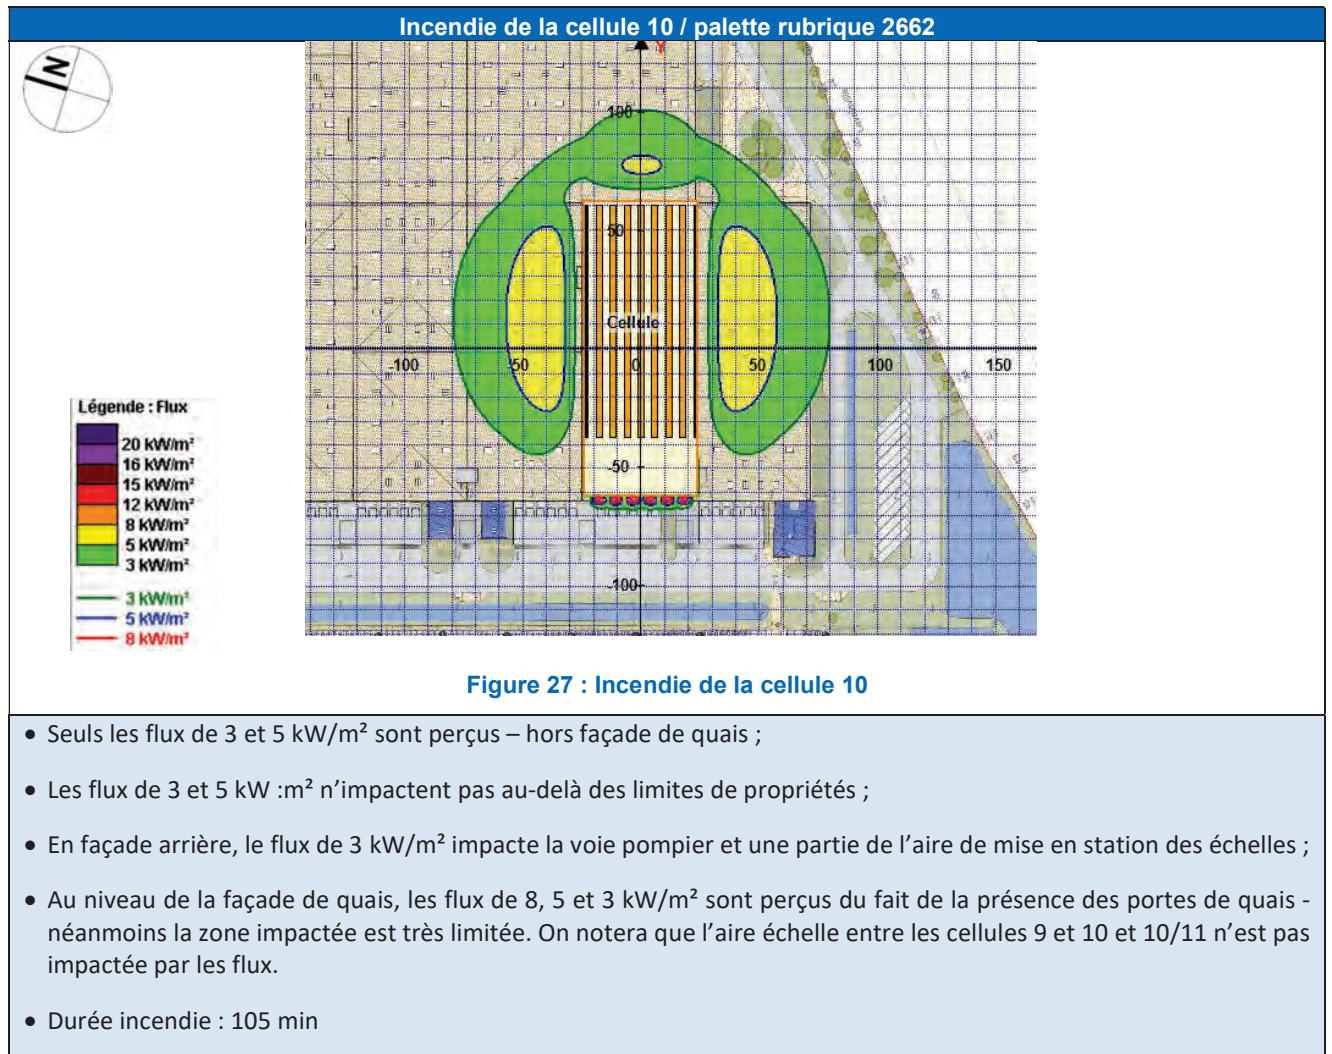 Incendie de la cellule 10 / palette rubrique 2662
N
Y
100
50
Cellule
-100
-50
0
50
100
150
-50
-100
Légende : Flux
20 kW/m²
16 kW/m²
15 kW/m²
12 kW/m²
8 kW/m²
5 kW/m²
3 kW/m²
3 kW/m²
5 kW/m²
8 kW/m²
Figure 27 : Incendie de la cellule 10
• Seuls les flux de 3 et 5 kW/m² sont perçus – hors façade de quais ;
• Les flux de 3 et 5 kW :m² n’impactent pas au-delà des limites de propriétés ;
• En façade arrière, le flux de 3 kW/m² impacte la voie pompier et une partie de l’aire de mise en station des échelles ;
• Au niveau de la façade de quais, les flux de 8, 5 et 3 kW/m² sont perçus du fait de la présence des portes de quais -
néanmoins la zone impactée est très limitée. On notera que l’aire échelle entre les cellules 9 et 10 et 10/11 n’est pas
impactée par les flux.
• Durée incendie : 105 min